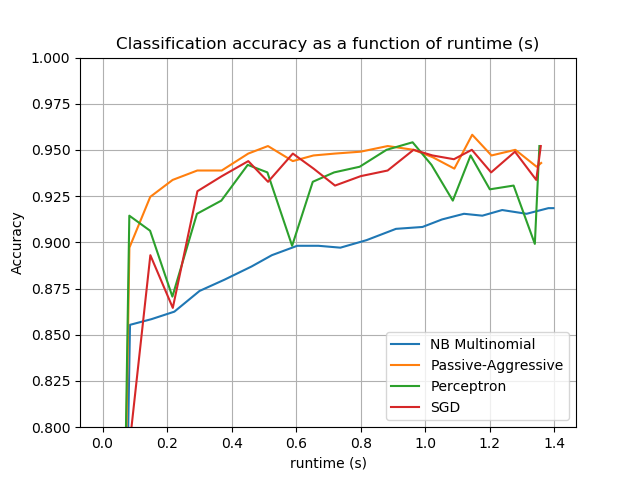 Classification accuracy as a function of runtime (s)
1.000
0.975
0.950
0.925
0.900
0.875
0.850
0.825
0.800
Accuracy
NB Multinomial
Passive-Aggressive
Perceptron
SGD
0.0 0.2 0.4 0.6 0.8 1.0 1.2 1.4
runtime (s)